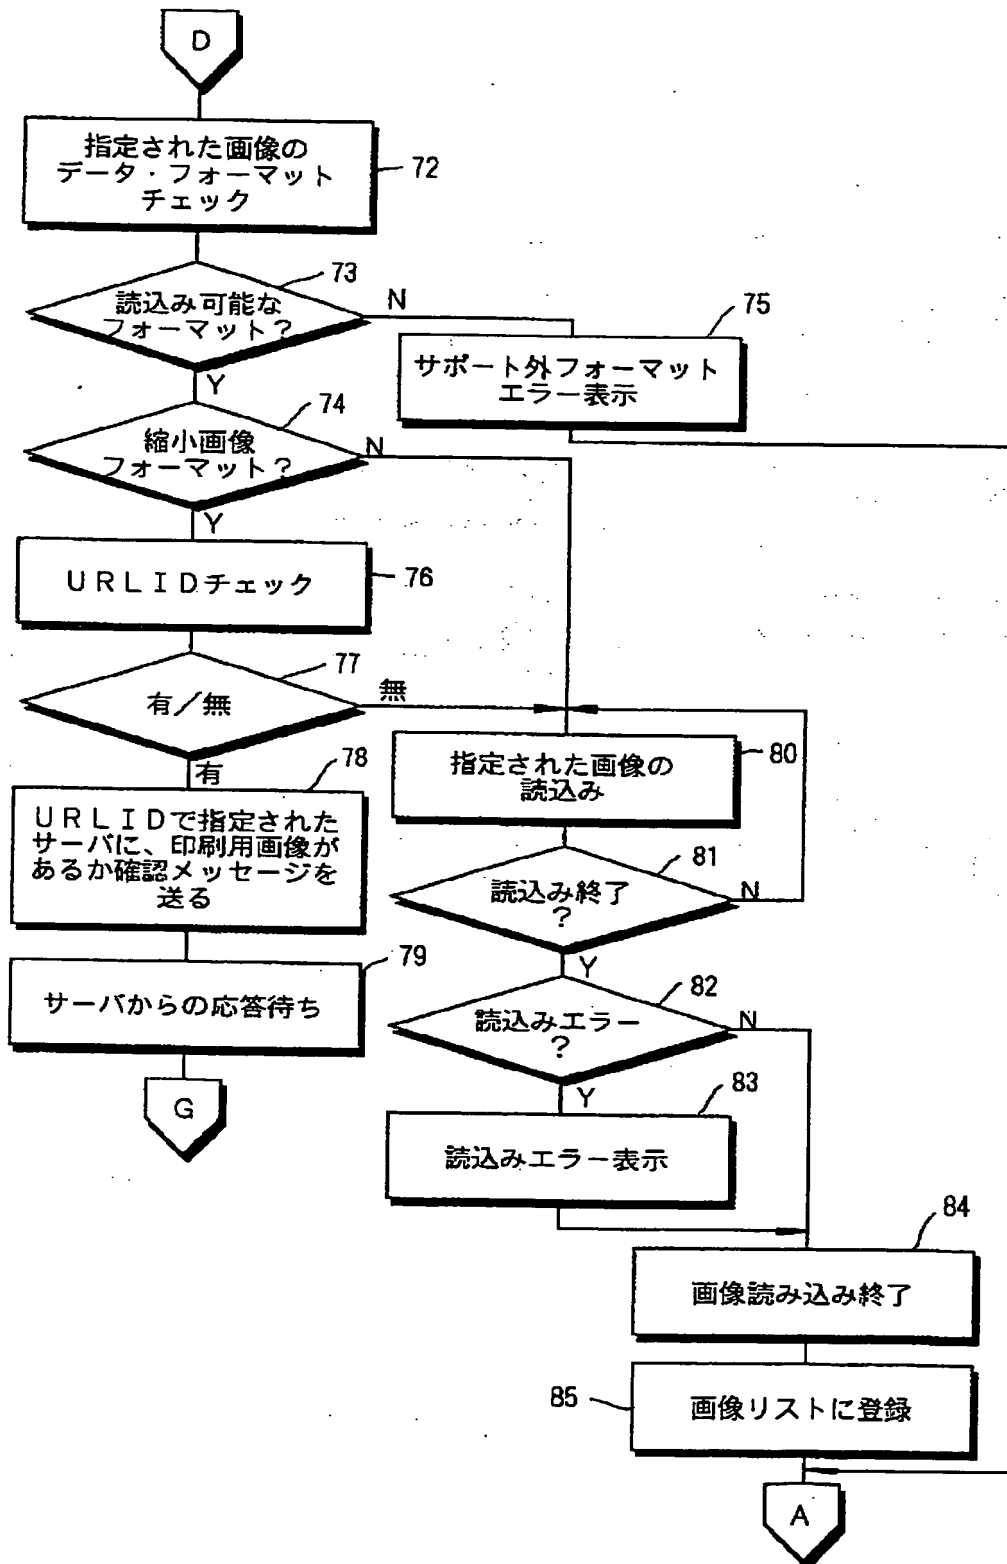 D
指定された画像の
データ・フォーマット
チェック
72
73
読込み可能な
フォーマット？
N
Y
75
サポート外フォーマット
エラー表示
74
縮小画像
フォーマット？
N
Y
ＵＲＬＩＤチェック
76
77
有／無
無
有
78
ＵＲＬＩＤで指定された
サーバに、印刷用画像が
あるか確認メッセージを
送る
79
サーバからの応答待ち
G
80
指定された画像の
読込み
81
読込み終了
？
N
Y
82
読込みエラー
？
N
Y
83
読込みエラー表示
84
画像読み込み終了
85
画像リストに登録
A